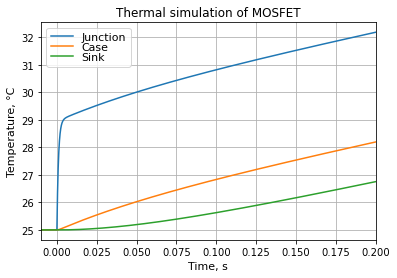 Thermal simulation of MOSFET
Junction
Case
Sink
Temperature, °C
32
31
30
29
28
27
26
25
0.000 0.025 0.050 0.075 0.100 0.125 0.150 0.175 0.200
Time, s